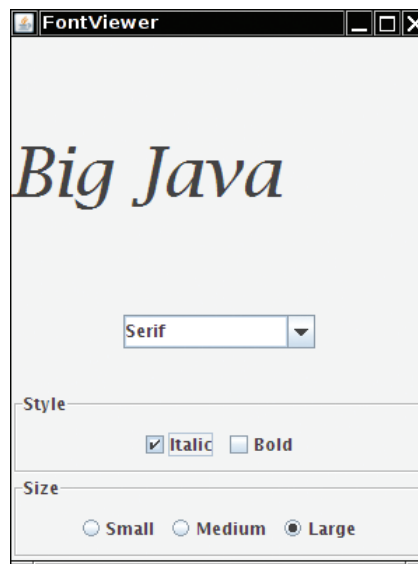 FontViewer
Big Java
Serif
Style
Italic Bold
Size
Small Medium Large